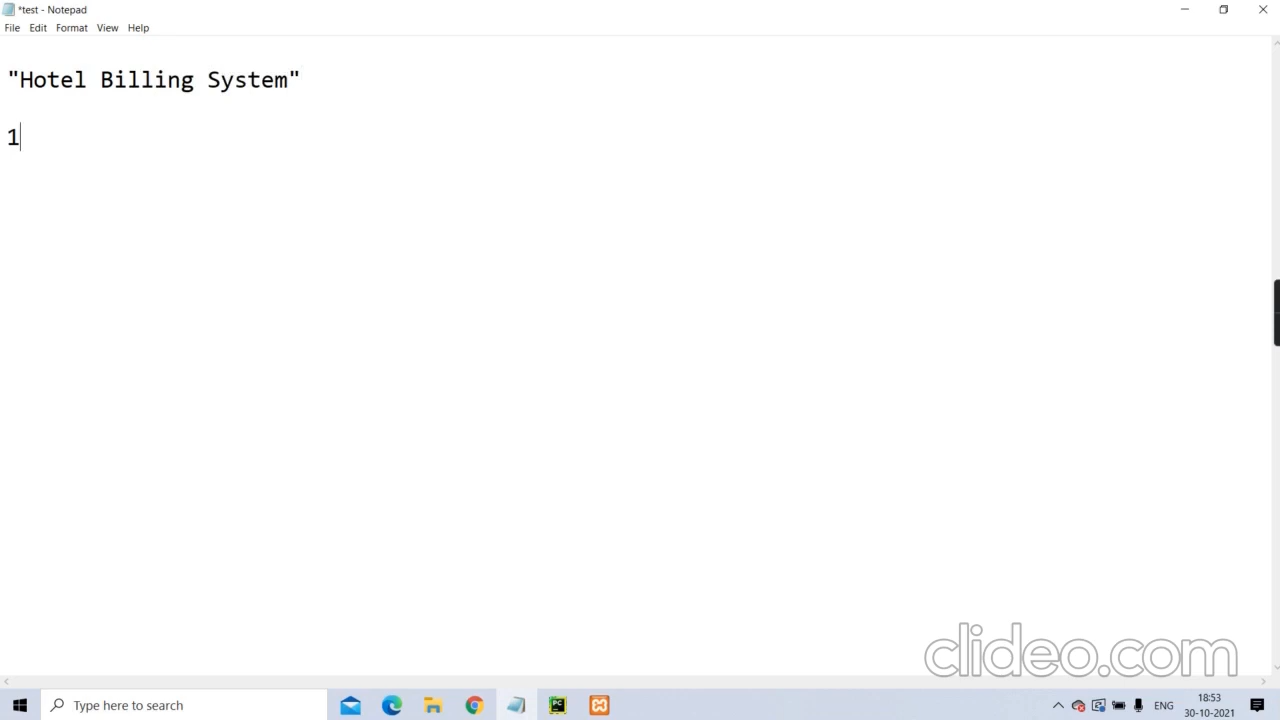 *test - Notepad
File Edit Format View Help
"Hotel Billing System"
1
clideo.com
Type here to search
PC
ENG
18:53
30-10-2021